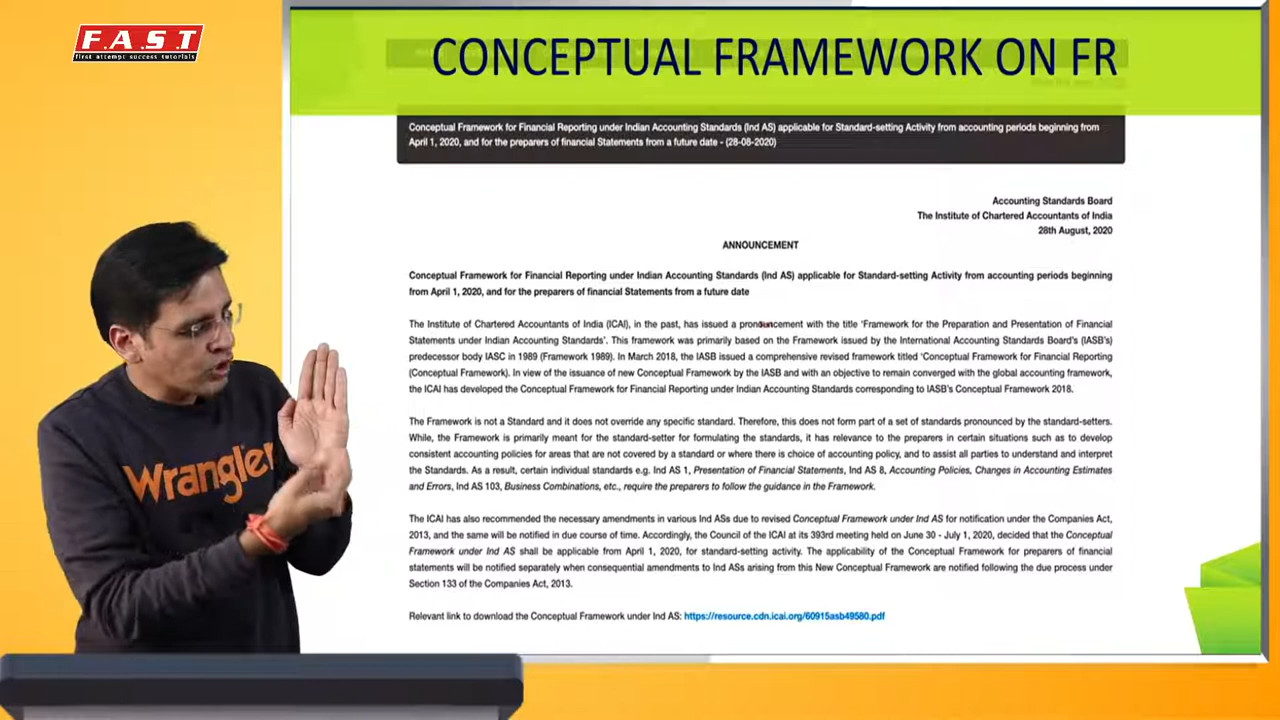 F.A.S.T
first attempt success tutorials
CONCEPTUAL FRAMEWORK ON FR
Conceptual Framework for Financial Reporting under Indian Accounting Standards (Ind AS) applicable for Standard-setting Activity from accounting periods beginning from
April 1, 2020, and for the preparers of financial Statements from a future date - (28-08-2020)
Accounting Standards Board
The Institute of Chartered Accountants of India
28th August, 2020
ANNOUNCEMENT
Conceptual Framework for Financial Reporting under Indian Accounting Standards (Ind AS) applicable for Standard-setting Activity from accounting periods beginning
from April 1, 2020, and for the preparers of financial Statements from a future date
The Institute of Chartered Accountants of India (ICAI), in the past, has issued a pronouncement with the title 'Framework for the Preparation and Presentation of Financial
Statements under Indian Accounting Standards'. This framework was primarily based on the Framework issued by the International Accounting Standards Board's (IASB's)
predecessor body IASC in 1989 (Framework 1989). In March 2018, the IASB issued a comprehensive revised framework titled 'Conceptual Framework for Financial Reporting
(Conceptual Framework). In view of the issuance of new Conceptual Framework by the IASB and with an objective to remain converged with the global accounting framework,
the ICAI has developed the Conceptual Framework for Financial Reporting under Indian Accounting Standards corresponding to IASB's Conceptual Framework 2018.
The Framework is not a Standard and it does not override any specific standard. Therefore, this does not form part of a set of standards pronounced by the standard-setters.
While, the Framework is primarily meant for the standard-setter for formulating the standards, it has relevance to the preparers in certain situations such as to develop
consistent accounting policies for areas that are not covered by a standard or where there is choice of accounting policy, and to assist all parties to understand and interpret
the Standards. As a result, certain individual standards e.g. Ind AS 1, Presentation of Financial Statements, Ind AS 8, Accounting Policies, Changes in Accounting Estimates
and Errors, Ind AS 103, Business Combinations, etc., require the preparers to follow the guidance in the Framework.
The ICAI has also recommended the necessary amendments in various Ind ASs due to revised Conceptual Framework under Ind AS for notification under the Companies Act,
2013, and the same will be notified in due course of time. Accordingly, the Council of the ICAI at its 393rd meeting held on June 30 - July 1, 2020, decided that the Conceptual
Framework under Ind AS shall be applicable from April 1, 2020, for standard-setting activity. The applicability of the Conceptual Framework for preparers of financial
statements will be notified separately when consequential amendments to Ind ASs arising from this New Conceptual Framework are notified following the due process under
Section 133 of the Companies Act, 2013.
Relevant link to download the Conceptual Framework under Ind AS: https://resource.cdn.icai.org/60915asb49580.pdf
Wrangler